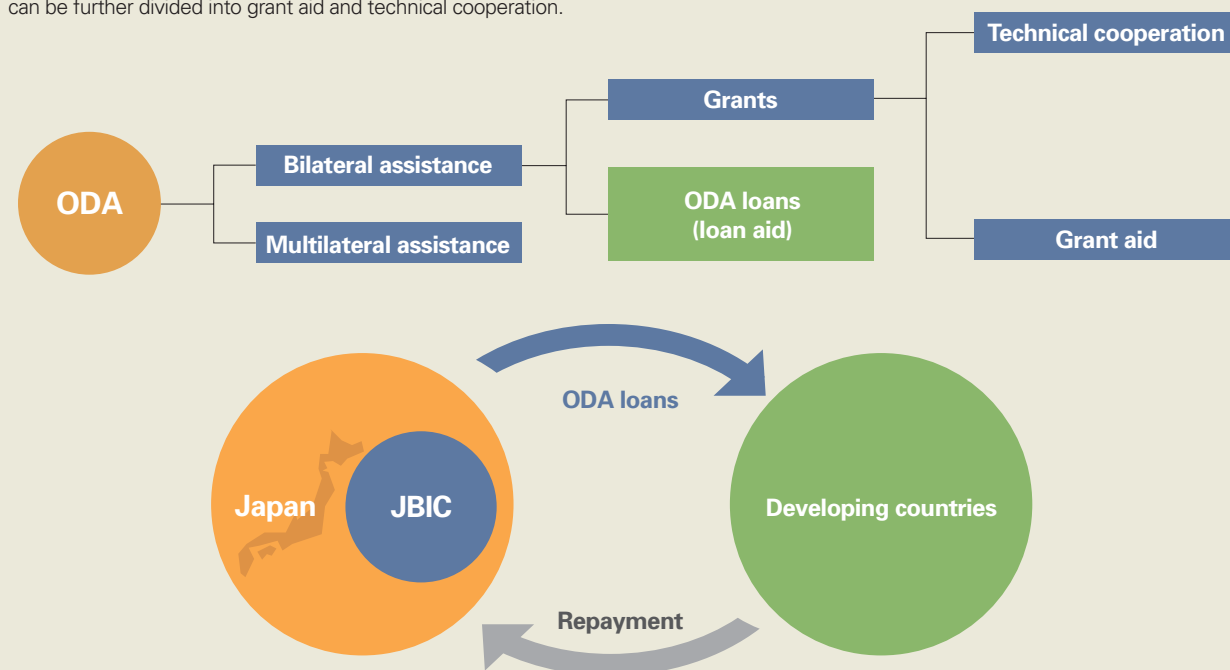 can be further divided into grant aid and technical cooperation.
Technical cooperation
Grants
Bilateral assistance
ODA
ODA loans
(loan aid)
Multilateral assistance
Grant aid
ODA loans
Japan
JBIC
Developing countries
Repayment